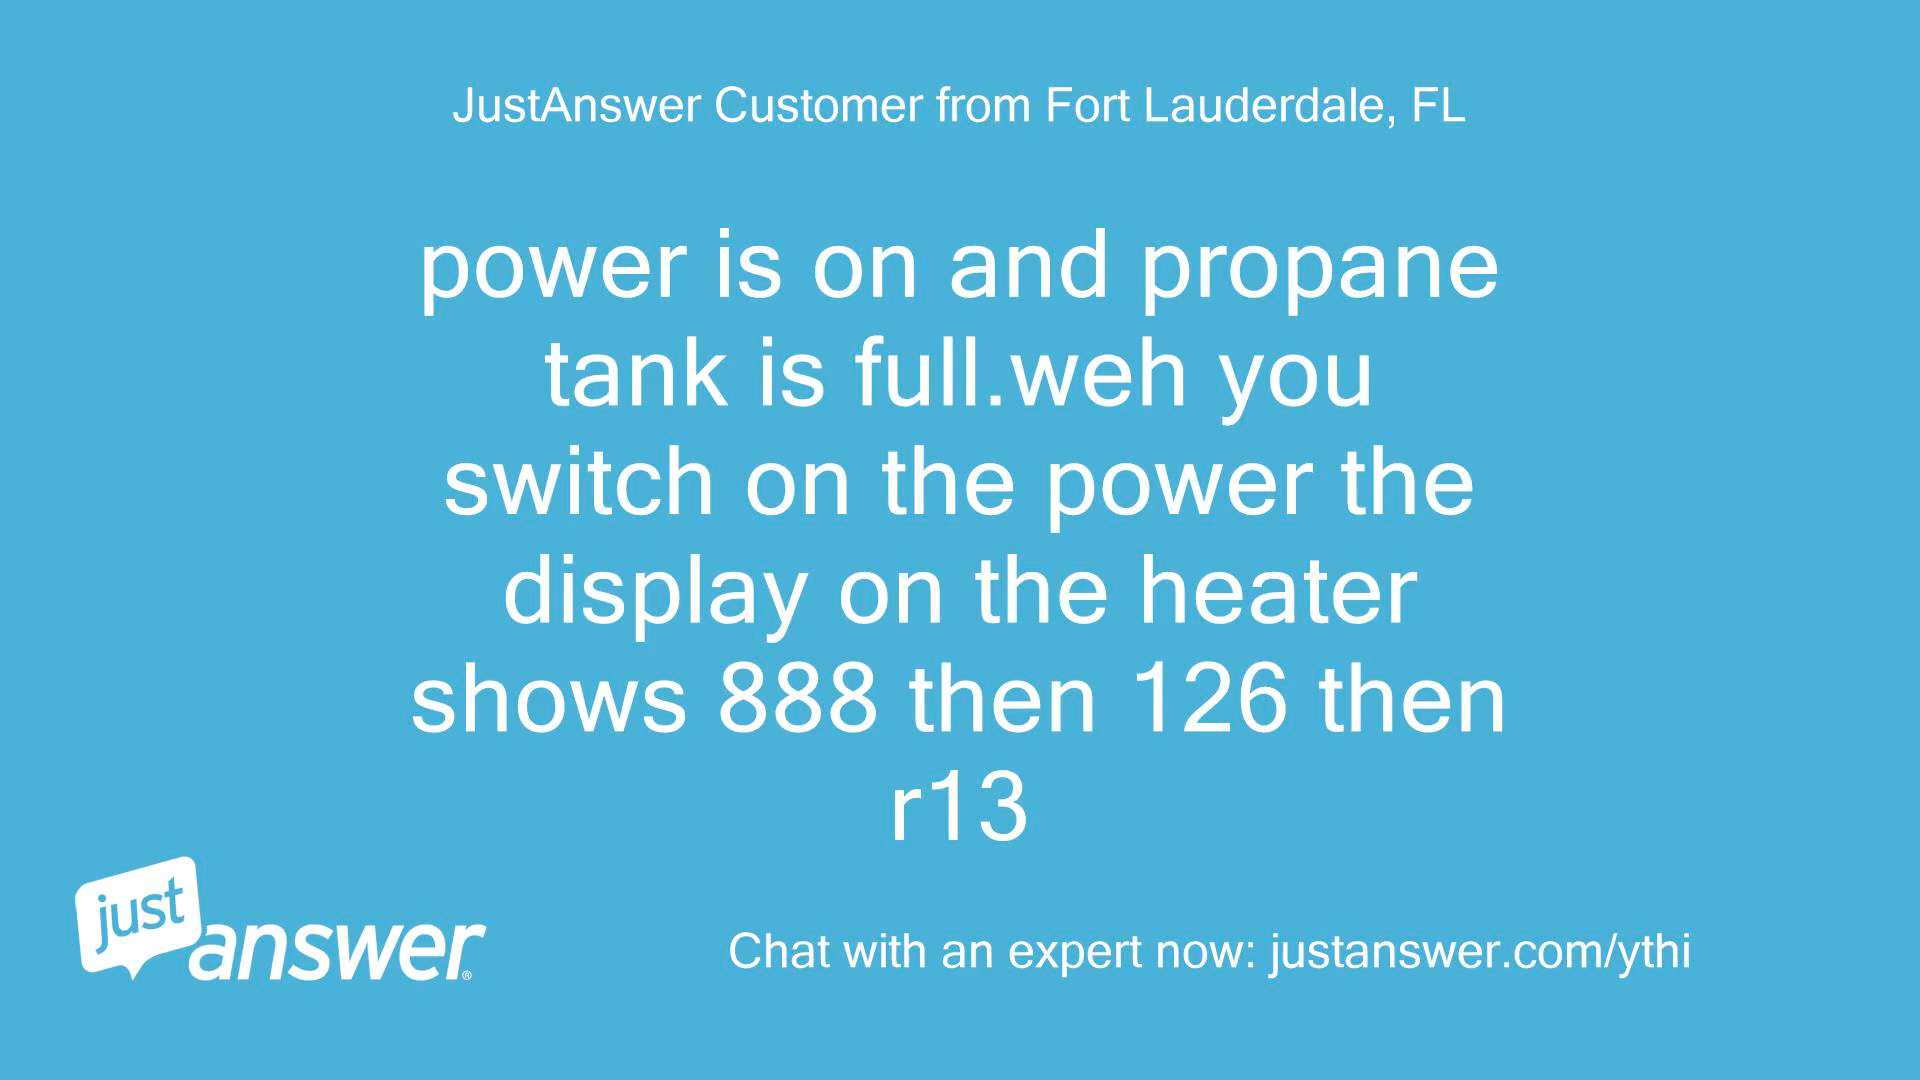 JustAnswer Customer from Fort Lauderdale, FL
power is on and propane
tank is full.weh you
switch on the power the
display on the heater
shows 888 then 126 then
r13
just
answer®
Chat with an expert now: justanswer.com/ythi